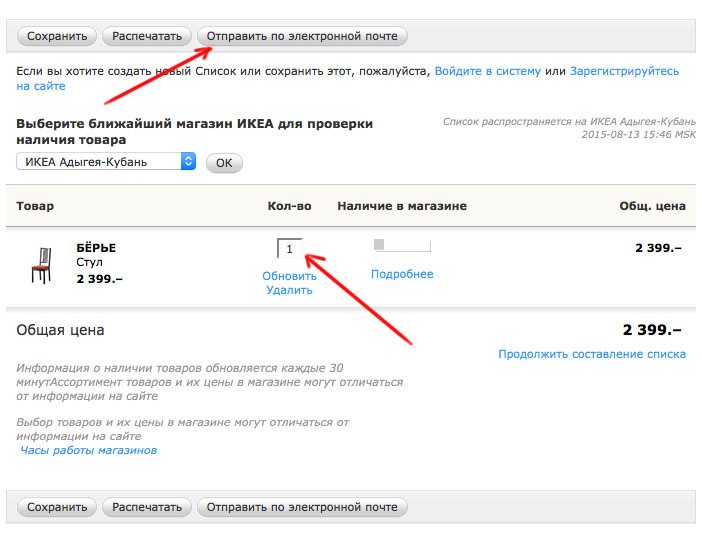 Сохранить Распечатать Отправить по электронной почте
Если вы хотите создать новый Список или сохранить этот, пожалуйста, Войдите в систему или Зарегистрируйтесь
на сайте
Выберите ближайший магазин ИКЕА для проверки
наличия товара
Список распространяется на ИКЕА Адыгея-Кубань
2015-08-13 15:46 MSK
ИКЕА Адыгея-Кубань OK
Товар Кол-во Наличие в магазине Общ. цена
БЁРЬЕ 1 2 399.–
Стул
2 399.–
Обновить Подробнее
Удалить
Общая цена 2 399.–
Продолжить составление списка
Информация о наличии товаров обновляется каждые 30
минутАссортимент товаров и их цены в магазине могут отличаться
от информации на сайте
Выбор товаров и их цены в магазине могут отличаться от
информации на сайте
Часы работы магазинов
Сохранить Распечатать Отправить по электронной почте